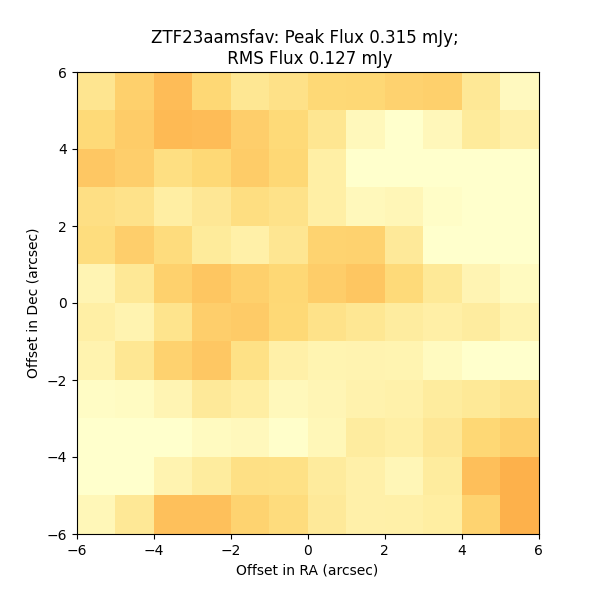 ZTF23aamsfav: Peak Flux 0.315 mJy;
RMS Flux 0.127 mJy
6
4
2
0
−2
−4
−6
Offset in Dec (arcsec)
−6 −4 −2 0 2 4 6
Offset in RA (arcsec)